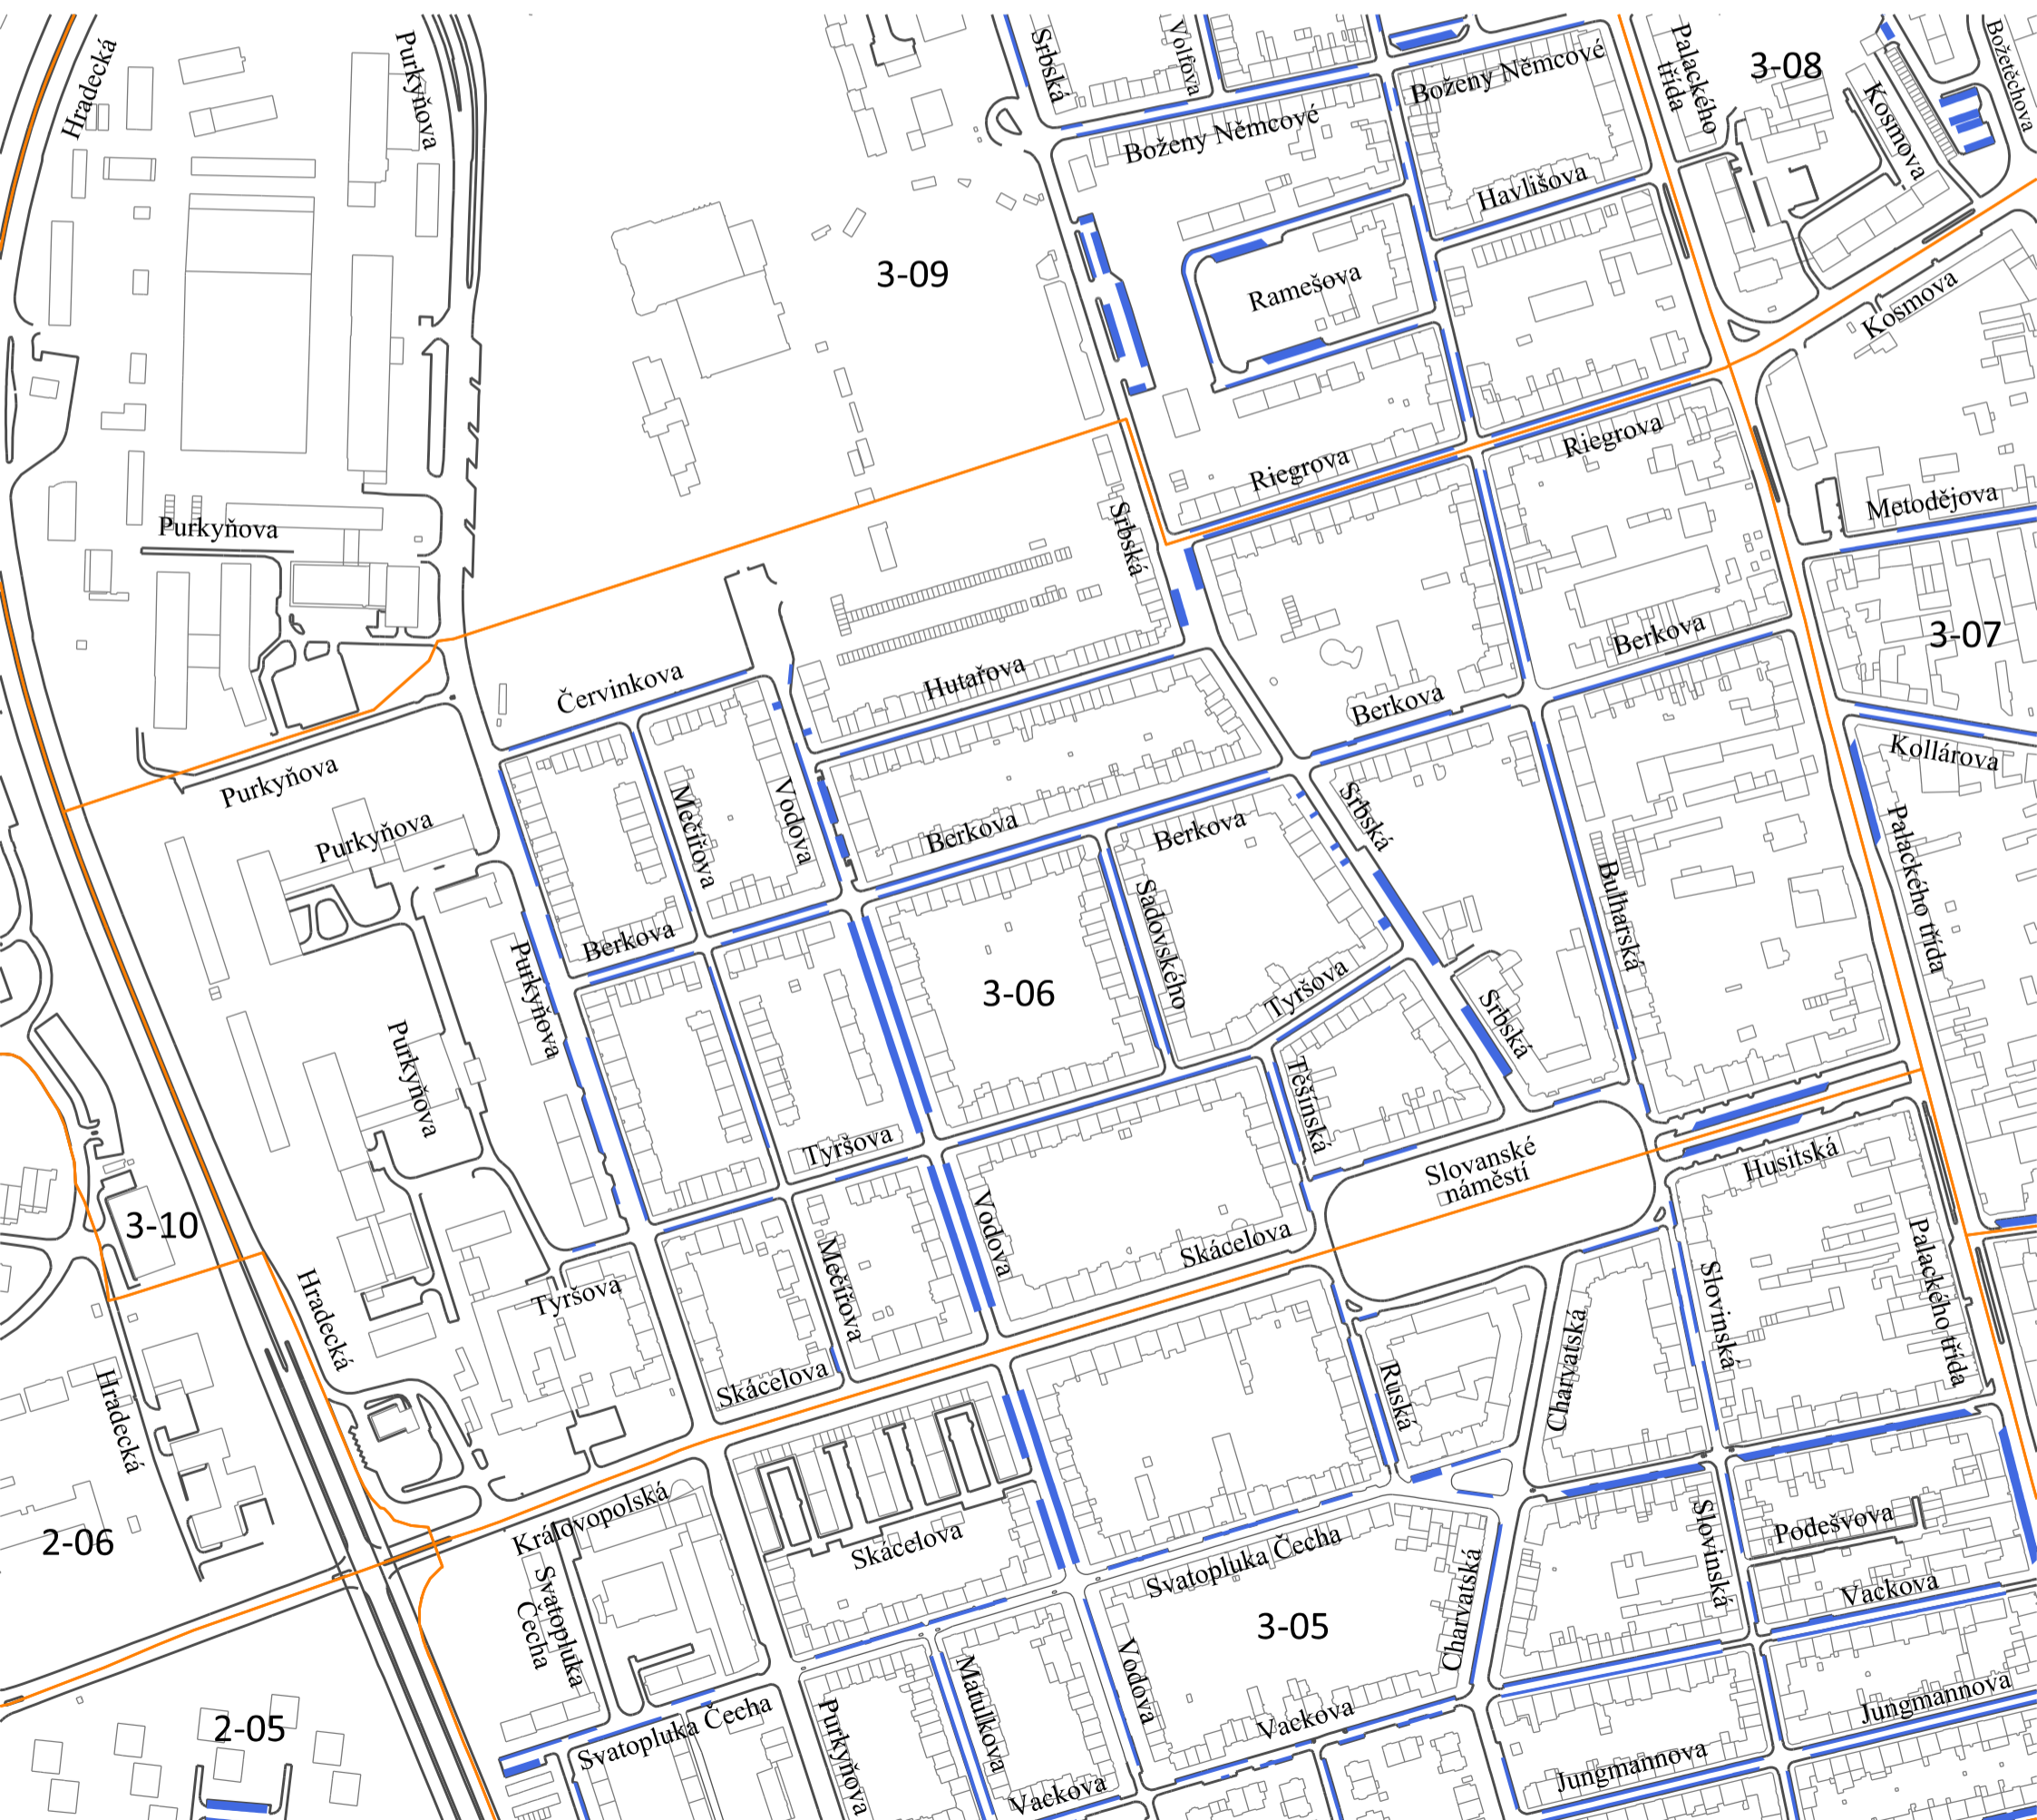 Hradecká
Purkyňova
Srbská
Volfova
Boženy Němcové
Palackého
třída
3-08
Kosmova
Božetěchova
Boženy Němcové
Havlišova
3-09
Ramešova
Kosmova
Riegrova
Riegrova
Metodějova
Purkyňova
Srbská
Berkova
3-07
Červinkova
Hutařova
Berkova
Kollárova
Purkyňova
Purkyňova
Mečířova
Vodova
Berkova
Berkova
Srbská
Palackého třída
Bulharská
Sadovského
Berkova
Purkyňova
3-06
Tyršova
Srbská
Purkyňova
Těšínská
Tyršova
Slovanské
náměstí
Husitská
3-10
Vodova
Skácelova
Mečířova
Slovinská
Palackého třída
Hradecká
Tyršova
Charvatská
Ruská
Skácelova
Hradecká
Královopolská
Skácelova
Svatopluka Čecha
Slovinská
Podešvova
2-06
Svatopluka
Čecha
Vackova
3-05
Charvatská
Matulkova
Vodova
Vackova
Jungmannova
2-05
Svatopluka Čecha
Purkyňova
Vackova
Jungmannova